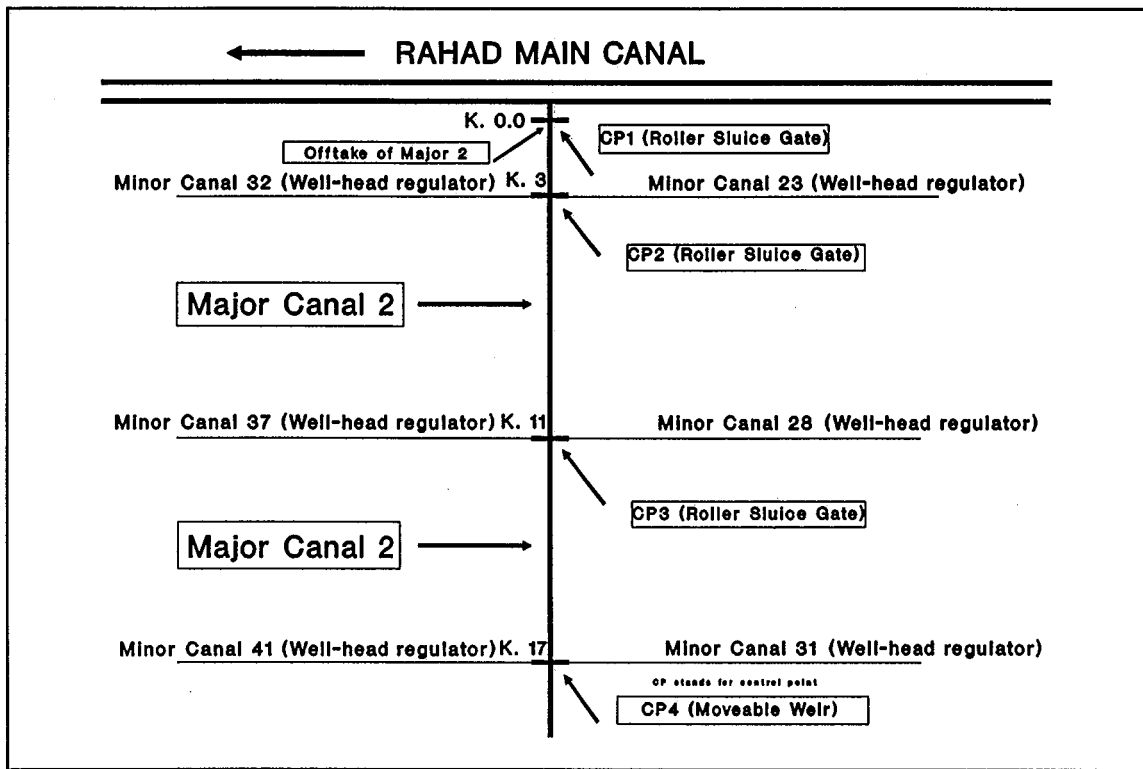 RAHAD MAIN CANAL
K. 0.0
CP1 (Roller Sluice Gate)
Offtake of Major 2
Minor Canal 32 (Well-head regulator) K. 3
Minor Canal 23 (Well-head regulator)
CP2 (Roller Sluice Gate)
Major Canal 2
Minor Canal 37 (Well-head regulator) K. 11
Minor Canal 28 (Well-head regulator)
CP3 (Roller Sluice Gate)
Major Canal 2
Minor Canal 41 (Well-head regulator) K. 17
Minor Canal 31 (Well-head regulator)
CP stands for control point
CP4 (Moveable Weir)